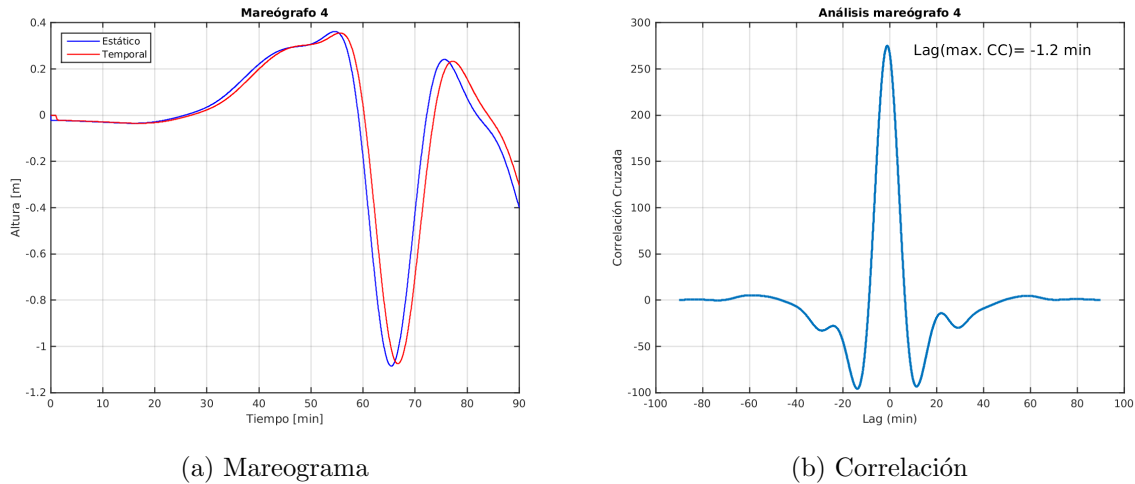 Mareógrafo 4
Estático
Temporal
Altura [m]
0.4
0.2
0
-0.2
-0.4
-0.6
-0.8
-1
-1.2
0 10 20 30 40 50 60 70 80 90
Tiempo [min]
(a) Mareograma
Análisis mareógrafo 4
Lag(max. CC)= -1.2 min
Correlación Cruzada
300
250
200
150
100
50
0
-50
-100
-100 -80 -60 -40 -20 0 20 40 60 80 100
Lag (min)
(b) Correlación